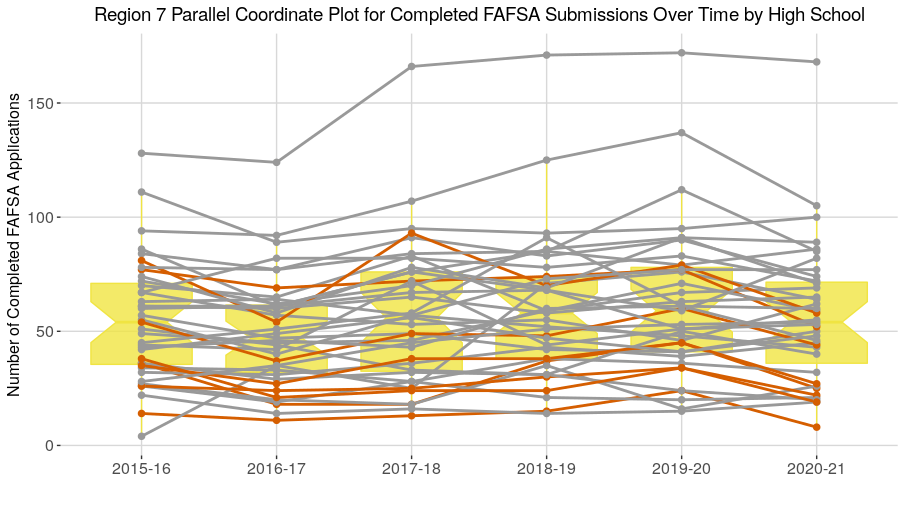 Region 7 Parallel Coordinate Plot for Completed FAFSA Submissions Over Time by High School
Number of Completed FAFSA Applications
150
100
50
0
2015-16 2016-17 2017-18 2018-19 2019-20 2020-21